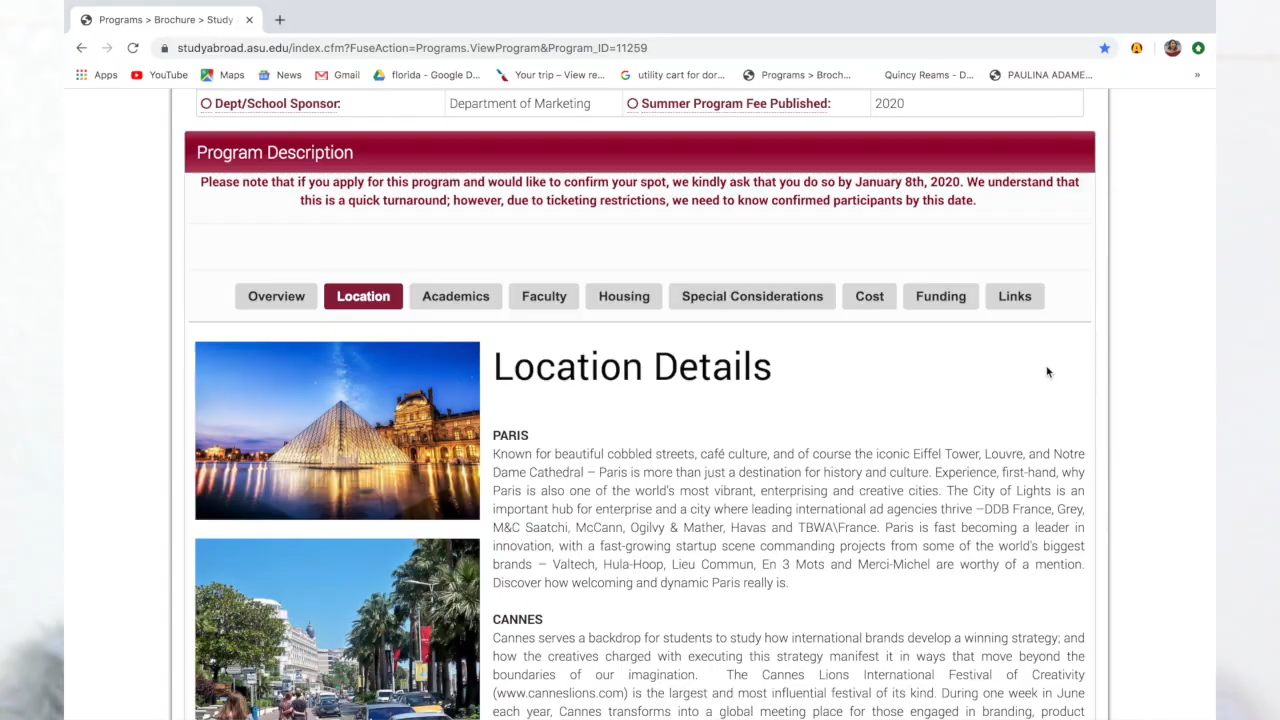 Programs > Brochure > Study
studyabroad.asu.edu/index.cfm?FuseAction=Programs.ViewProgram&Program_ID=11259
Apps YouTube Maps News Gmail florida - Google D... Your trip – View re... utility cart for dor... Programs > Broch... Quincy Reams - D... PAULINA ADAME... »
Dept/School Sponsor: Department of Marketing Summer Program Fee Published: 2020
Program Description
Please note that if you apply for this program and would like to confirm your spot, we kindly ask that you do so by January 8th, 2020. We understand that
this is a quick turnaround; however, due to ticketing restrictions, we need to know confirmed participants by this date.
Overview Location Academics Faculty Housing Special Considerations Cost Funding Links
Location Details
PARIS
Known for beautiful cobbled streets, café culture, and of course the iconic Eiffel Tower, Louvre, and Notre
Dame Cathedral – Paris is more than just a destination for history and culture. Experience, first-hand, why
Paris is also one of the world's most vibrant, enterprising and creative cities. The City of Lights is an
important hub for enterprise and a city where leading international ad agencies thrive –DDB France, Grey,
M&C Saatchi, McCann, Ogilvy & Mather, Havas and TBWA\France. Paris is fast becoming a leader in
innovation, with a fast-growing startup scene commanding projects from some of the world's biggest
brands – Valtech, Hula-Hoop, Lieu Commun, En 3 Mots and Merci-Michel are worthy of a mention.
Discover how welcoming and dynamic Paris really is.
CANNES
Cannes serves a backdrop for students to study how international brands develop a winning strategy; and
how the creatives charged with executing this strategy manifest it in ways that move beyond the
boundaries of our imagination. The Cannes Lions International Festival of Creativity
(www.canneslions.com) is the largest and most influential festival of its kind. During one week in June
each year, Cannes transforms into a global meeting place for those engaged in branding, product